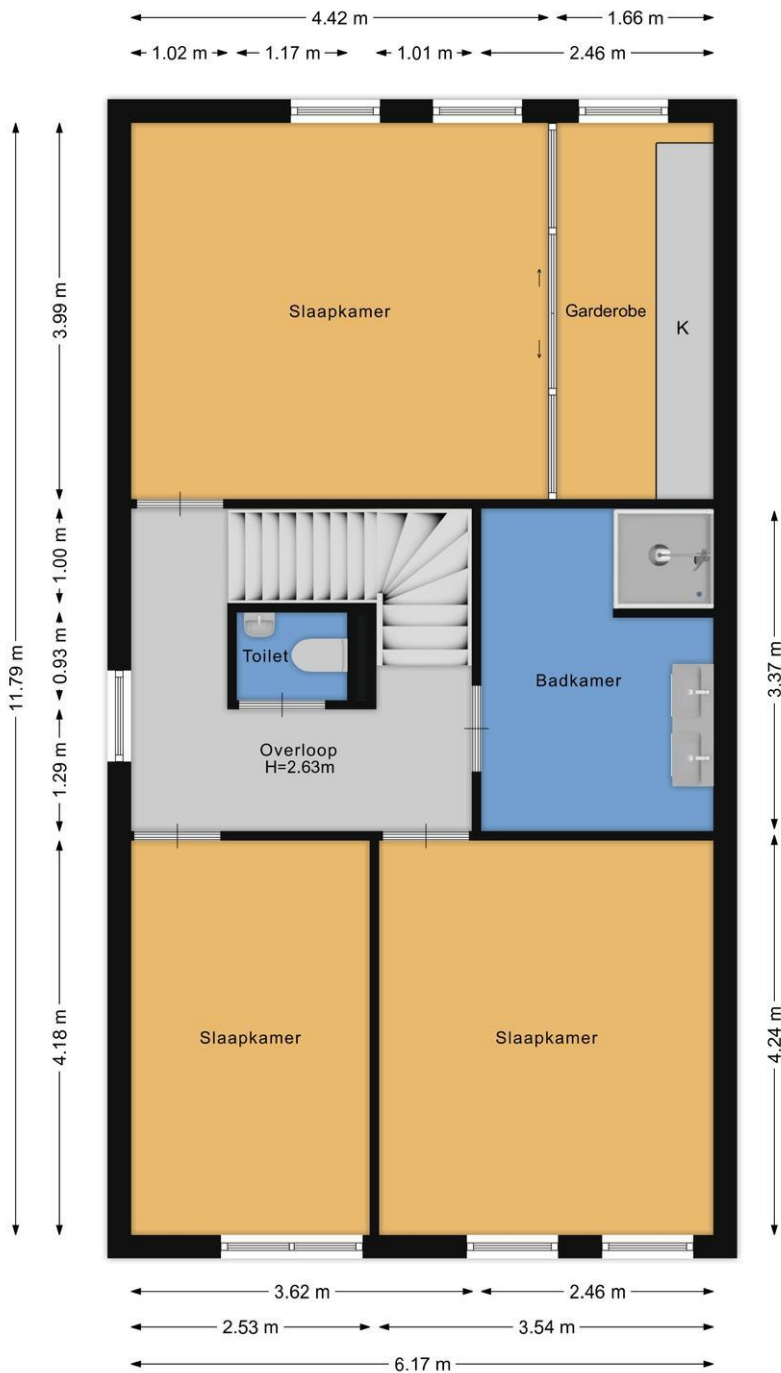 4.42 m
1.66 m
1.02 m
1.17 m
1.01 m
2.46 m
11.79 m
3.99 m
1.00 m
0.93 m
1.29 m
4.18 m
Slaapkamer
Garderobe
K
Toilet
Badkamer
Overloop
H=2.63m
Slaapkamer
Slaapkamer
3.37 m
4.24 m
3.62 m
2.46 m
2.53 m
3.54 m
6.17 m